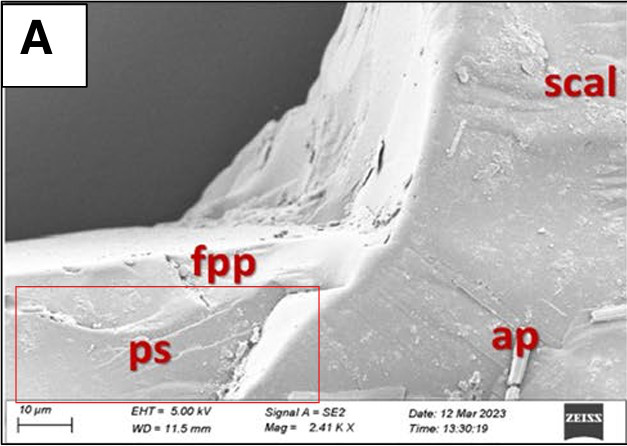 A
scal
fpp
ps
ap
10 µm
EHT = 5.00 kV
Signal A = SE2
Date: 12 Mar 2023
WD = 11.5 mm
Mag = 2.41 K X
Time: 13:30:19
ZEISS